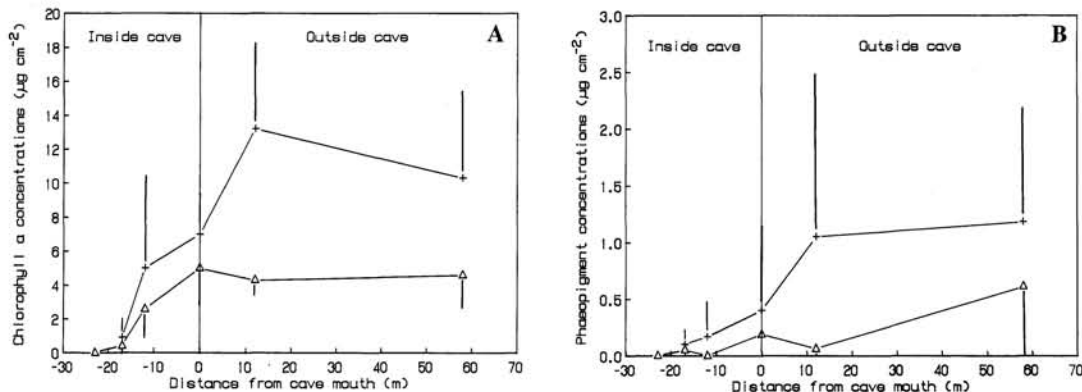 A
Inside cave
Outside cave
Chlorophyll a concentrations (µg cm-2)
20
18
16
14
12
10
8
6
4
2
0
-30 -20 -10 0 10 20 30 40 50 60 70
Distance from cave mouth (m)
B
Inside cave
Outside cave
Phaeopigment concentrations (µg cm-2)
3.0
2.5
2.0
1.5
1.0
0.5
0.0
-30 -20 -10 0 10 20 30 40 50 60 70
Distance from cave mouth (m)